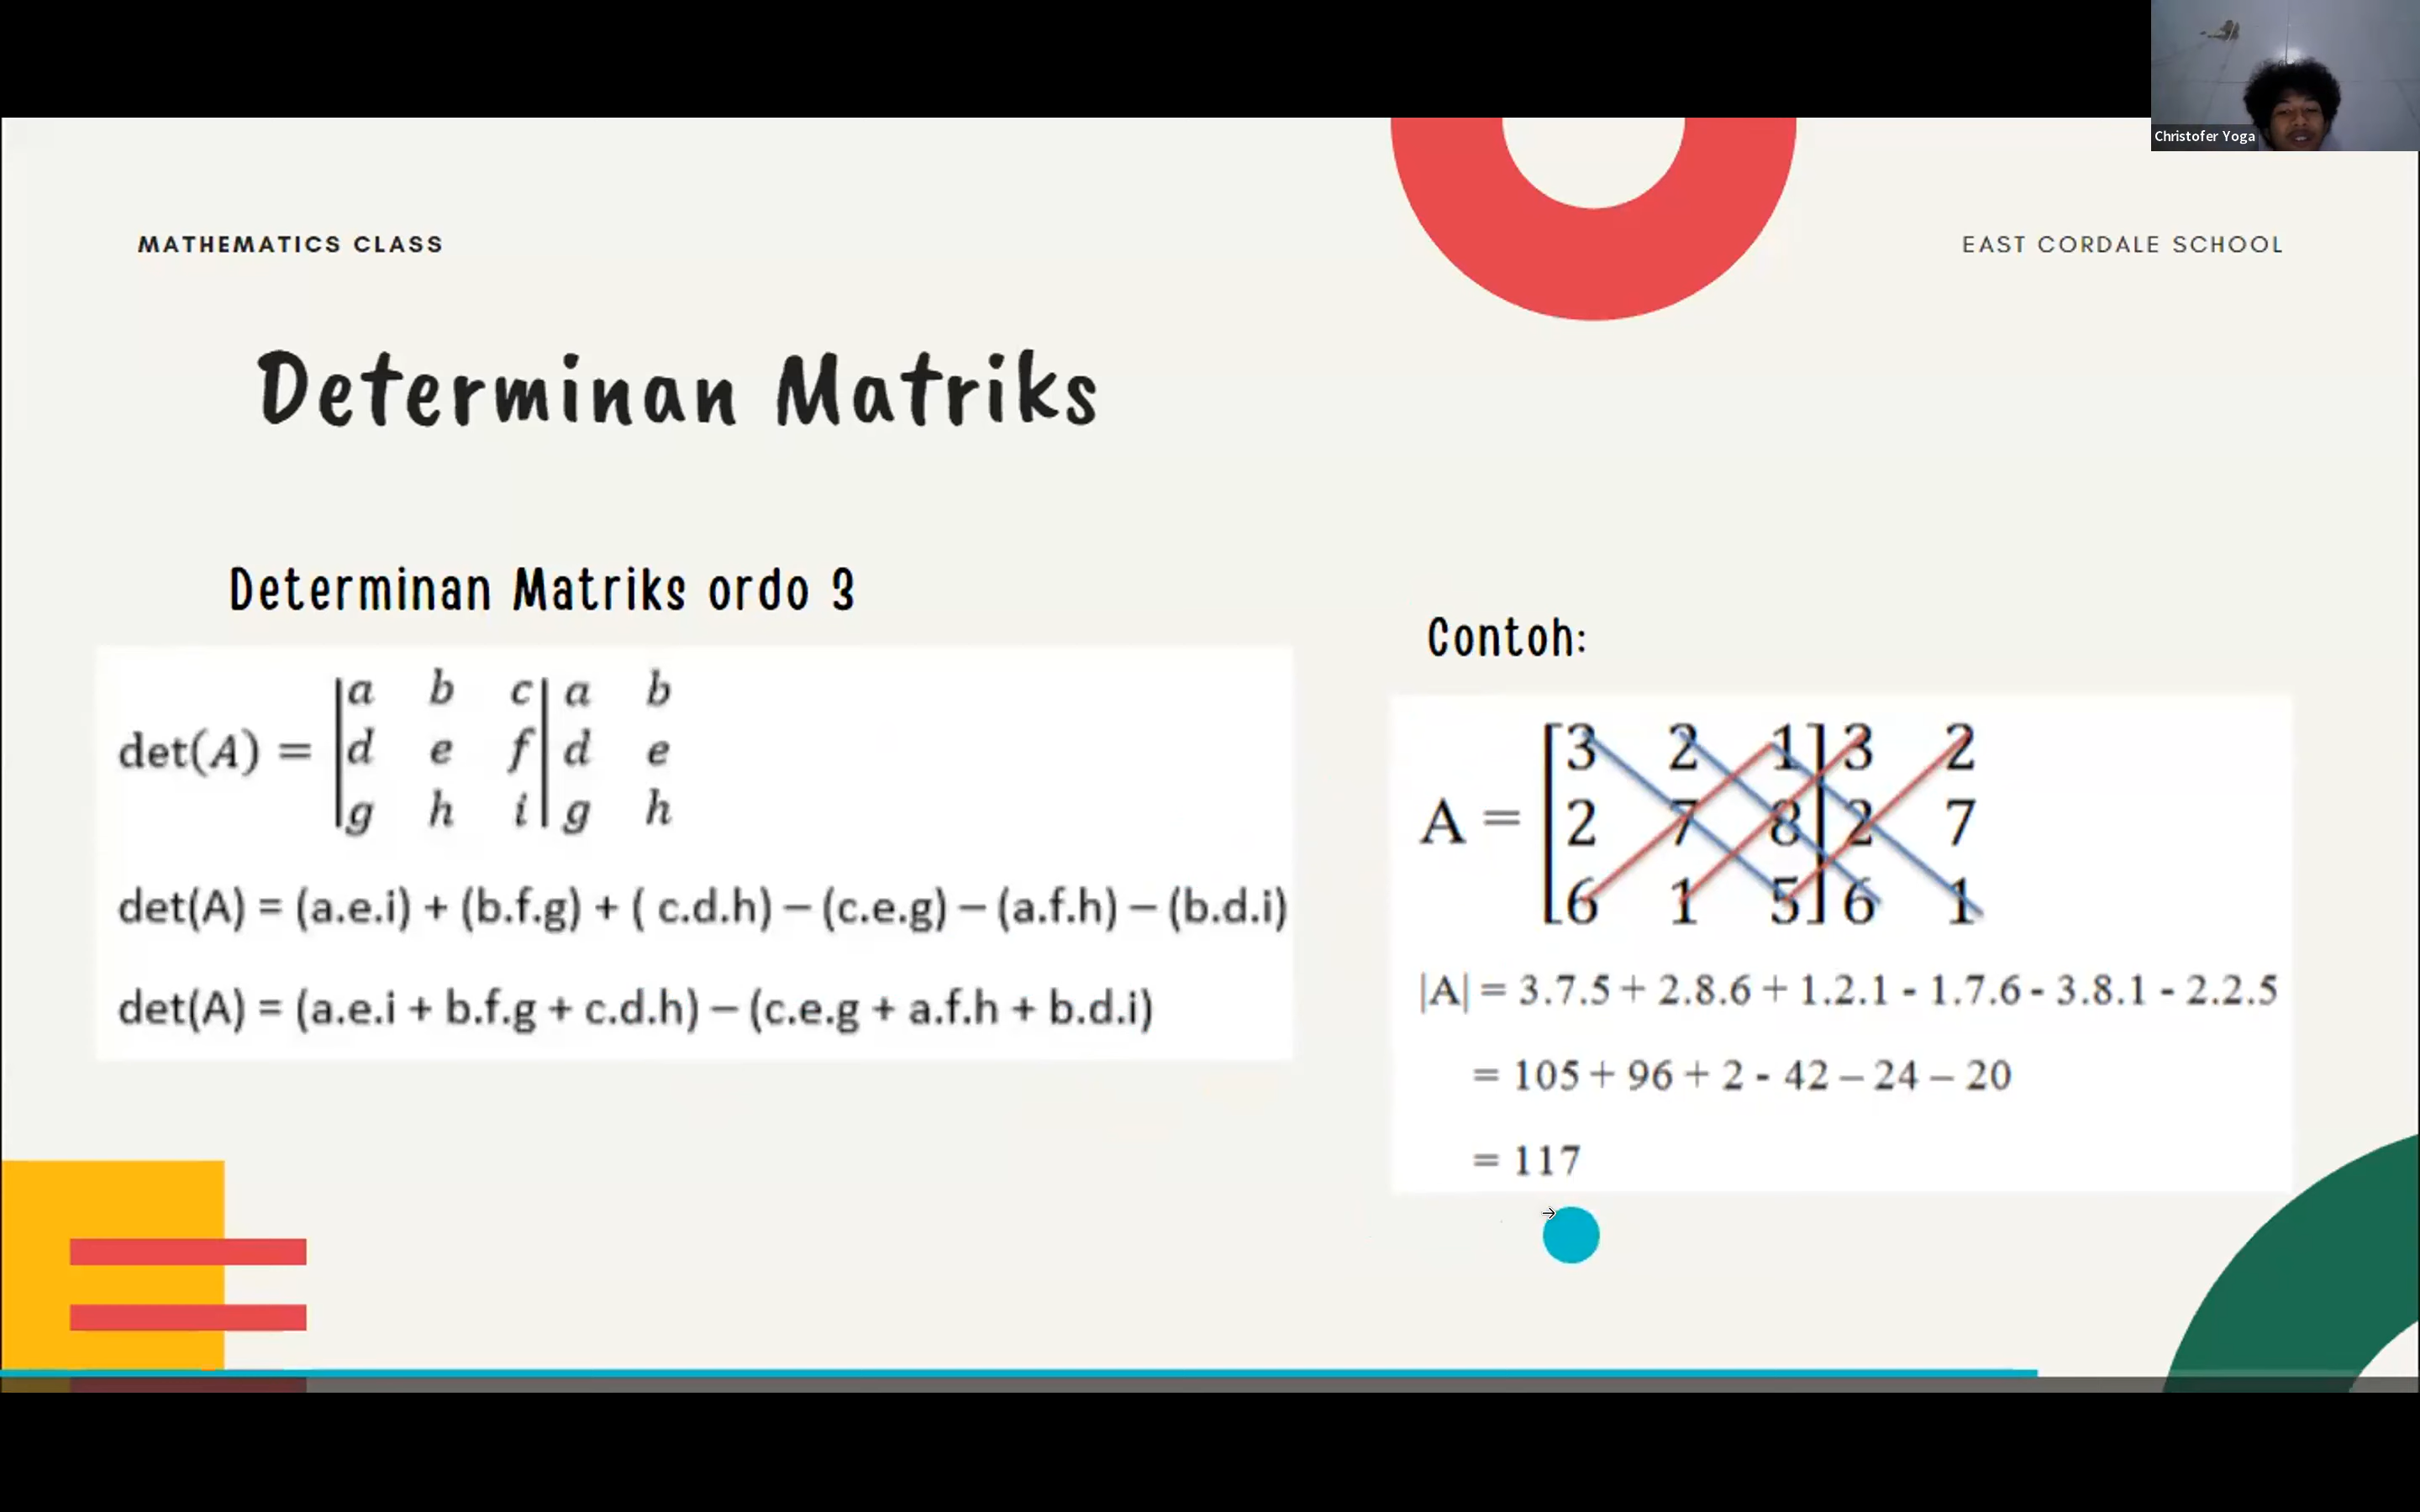 Christofer Yoga
MATHEMATICS CLASS
EAST CORDALE SCHOOL
Determinan Matriks
Determinan Matriks ordo 3
det(A) = |a b c| a b
|d e f| d e
|g h i| g h
det(A) = (a.e.i) + (b.f.g) + ( c.d.h) – (c.e.g) – (a.f.h) – (b.d.i)
det(A) = (a.e.i + b.f.g + c.d.h) – (c.e.g + a.f.h + b.d.i)
Contoh:
A = [3 2 1] 3 2
[2 7 8] 2 7
[6 1 5] 6 1
|A| = 3.7.5 + 2.8.6 + 1.2.1 - 1.7.6 - 3.8.1 - 2.2.5
= 105 + 96 + 2 - 42 – 24 – 20
= 117